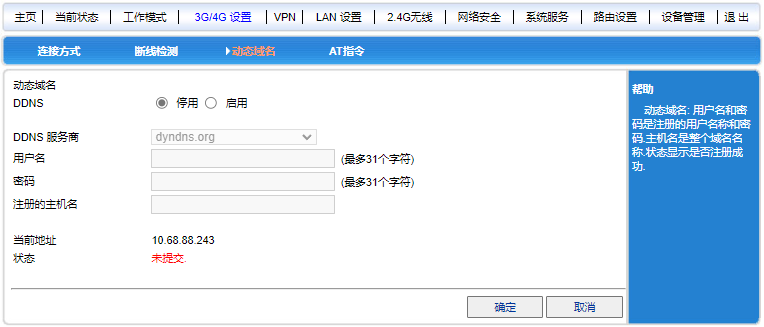 主页 当前状态 工作模式 3G/4G 设置 VPN LAN 设置 2.4G无线 网络安全 系统服务 路由设置 设备管理 退 出
连接方式 断线检测 动态域名 AT指令
动态域名
DDNS 停用 启用
DDNS 服务商 dyndns.org
用户名 (最多31个字符)
密码 (最多31个字符)
注册的主机名
当前地址 10.68.88.243
状态 未提交.
确定 取消
帮助
动态域名: 用户名和密
码是注册的用户名称和密
码.主机名是整个域名名
称.状态显示是否注册成
功.